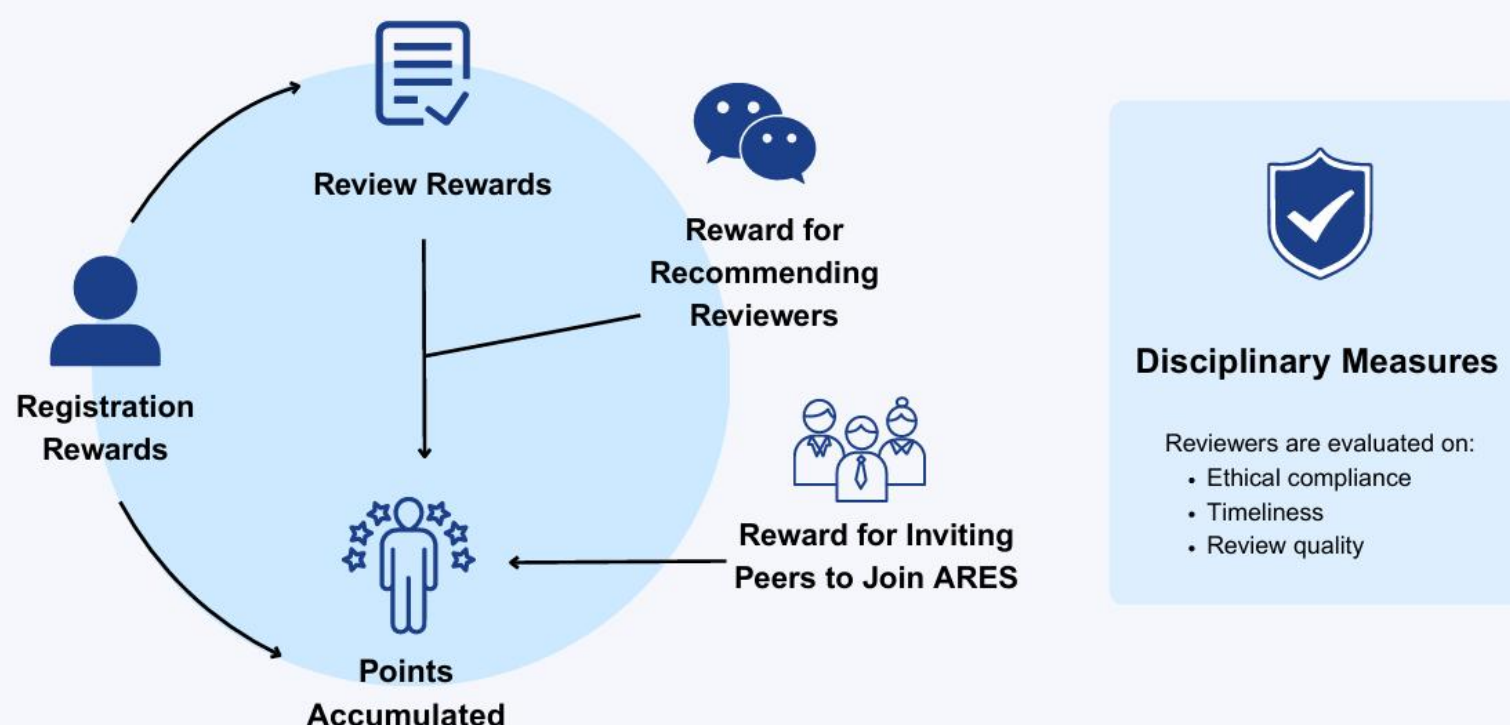 Review Rewards
Reward for
Recommending
Reviewers
Registration
Rewards
Reward for Inviting
Peers to Join ARES
Points
Accumulated
Disciplinary Measures
Reviewers are evaluated on:
• Ethical compliance
• Timeliness
• Review quality